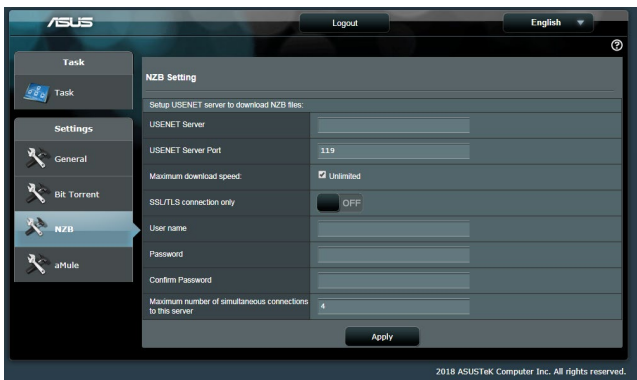 ASUS
Logout
English
Task
Task
Settings
General
Bit Torrent
NZB
aMule
NZB Setting
Setup USENET server to download NZB files:
USENET Server
USENET Server Port
119
Maximum download speed:
Unlimited
SSL/TLS connection only
OFF
User name
Password
Confirm Password
Maximum number of simultaneous connections
to this server
4
Apply
2018 ASUSTeK Computer Inc. All rights reserved.